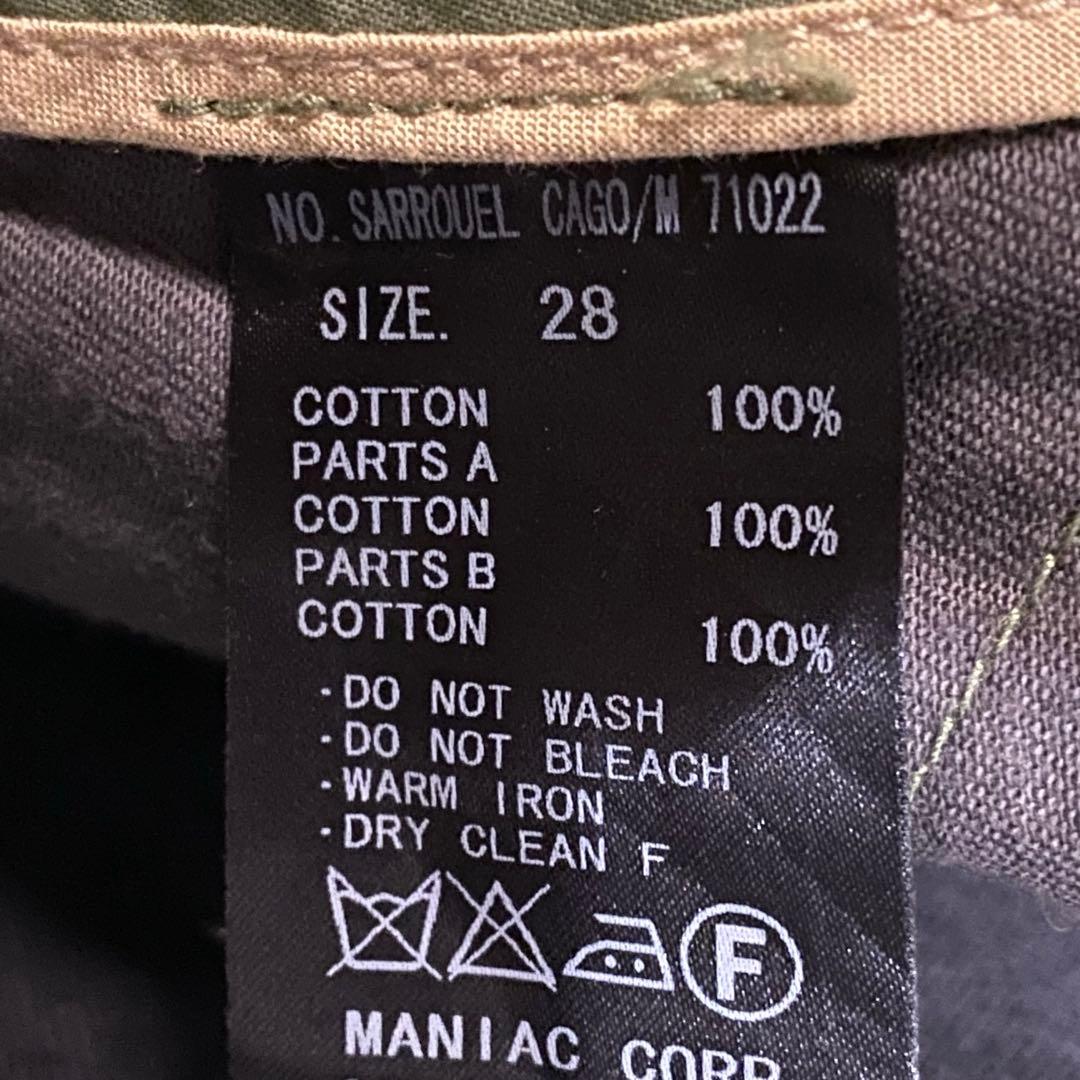 NO. SARROUEL CAGO/M 71022
SIZE. 28
COTTON 100%
PARTS A
COTTON 100%
PARTS B
COTTON 100%
·DO NOT WASH
·DO NOT BLEACH
·WARM IRON
·DRY CLEAN F
F
MANIAC CORP